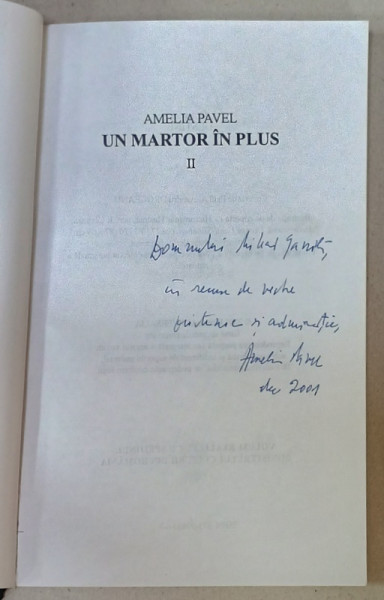 AMELIA PAVEL
UN MARTOR ÎN PLUS
II
Domnului Mihai
în semn de veche
prietenie și admirație,
Amelia Pavel
dec 2001